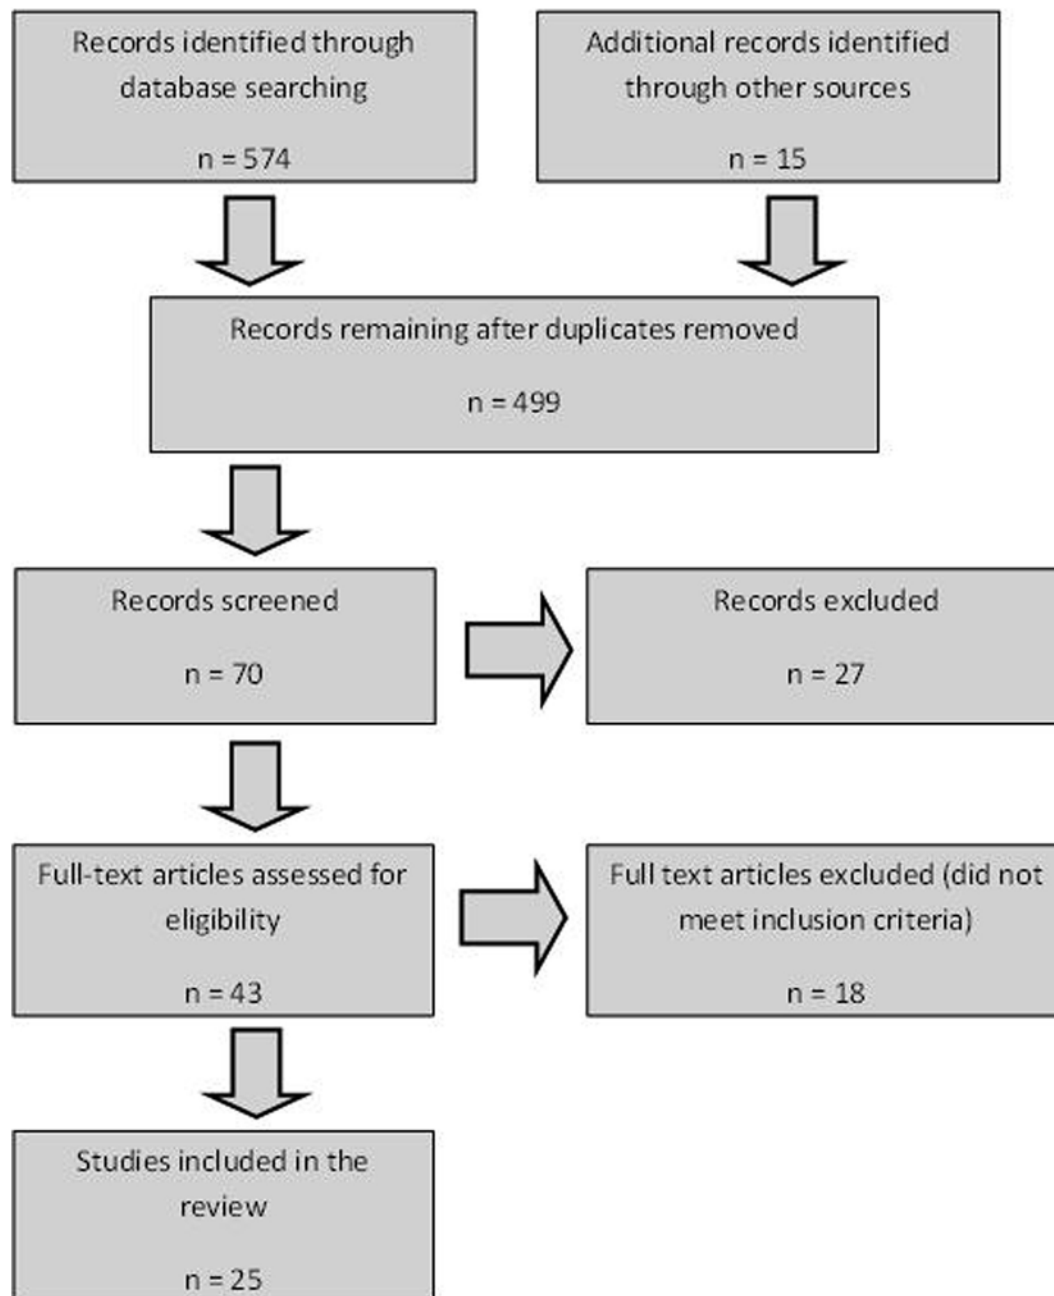 Records identified through
database searching
n = 574
Additional records identified
through other sources
n = 15
Records remaining after duplicates removed
n = 499
Records screened
n = 70
Records excluded
n = 27
Full-text articles assessed for
eligibility
n = 43
Full text articles excluded (did not
meet inclusion criteria)
n = 18
Studies included in the
review
n = 25